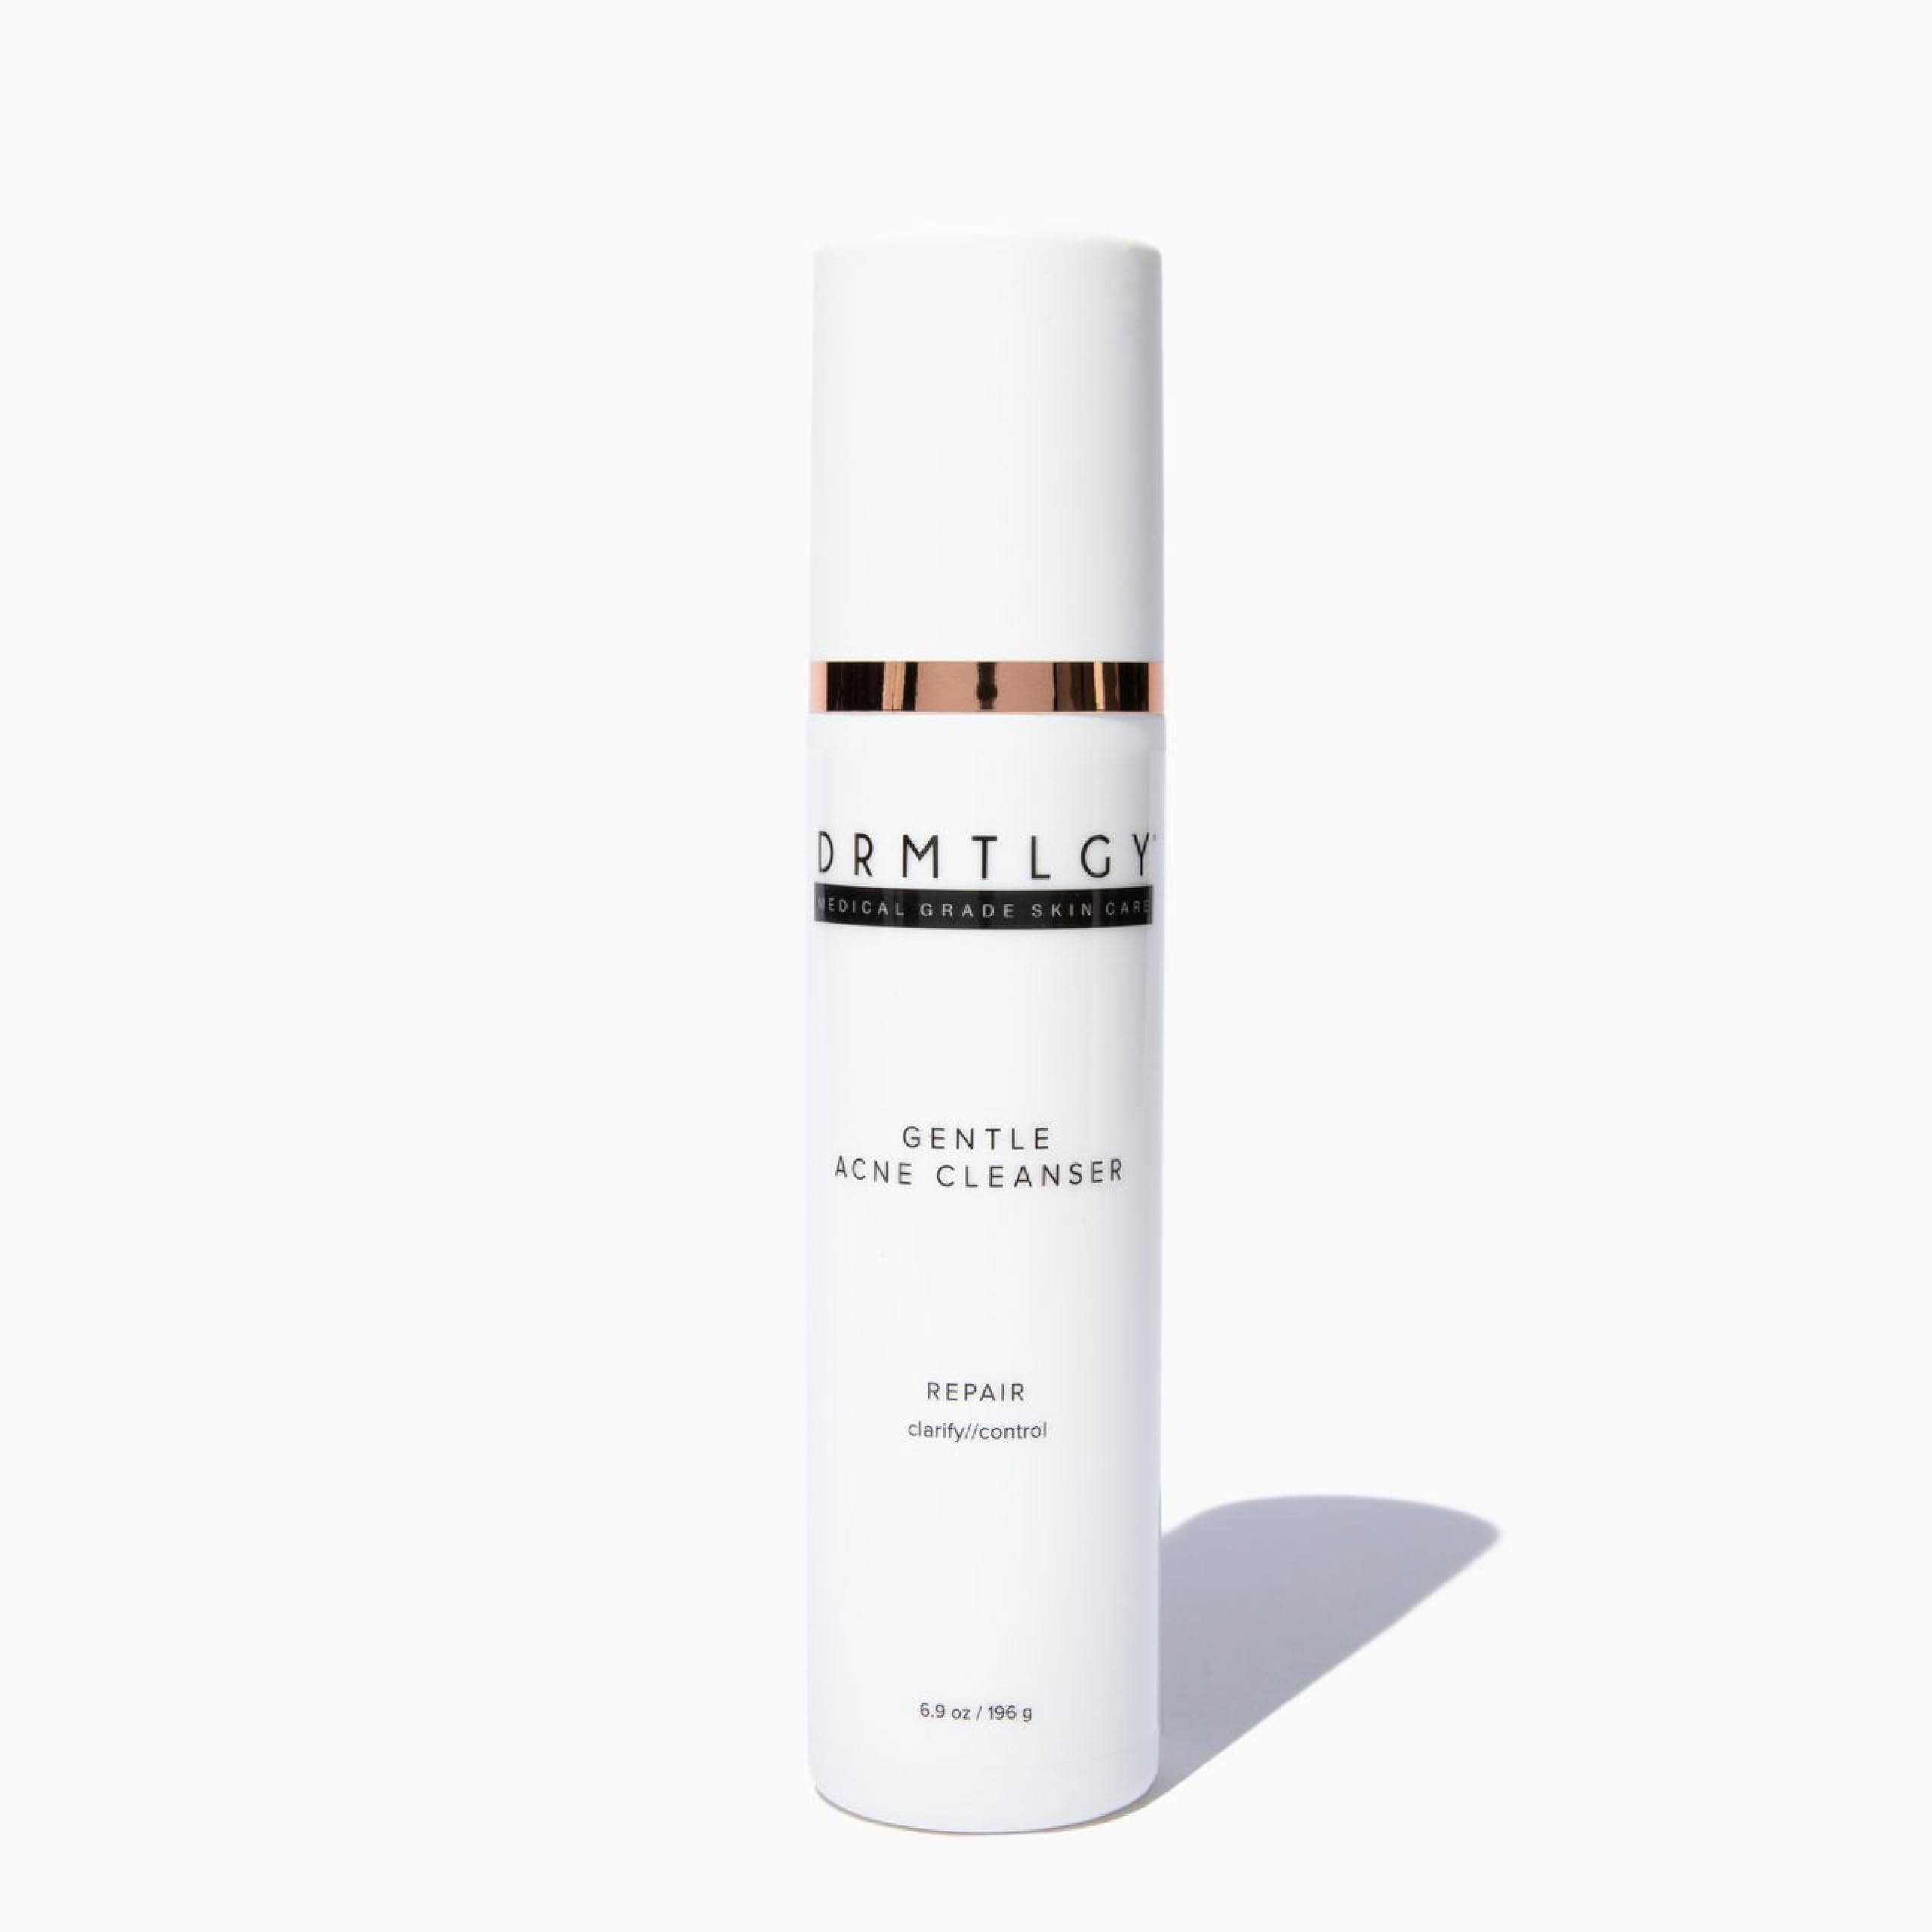 DRMTLGY
MEDICAL GRADE SKIN CARE
GENTLE
ACNE CLEANSER
REPAIR
clarify//control
6.9 oz / 196 g